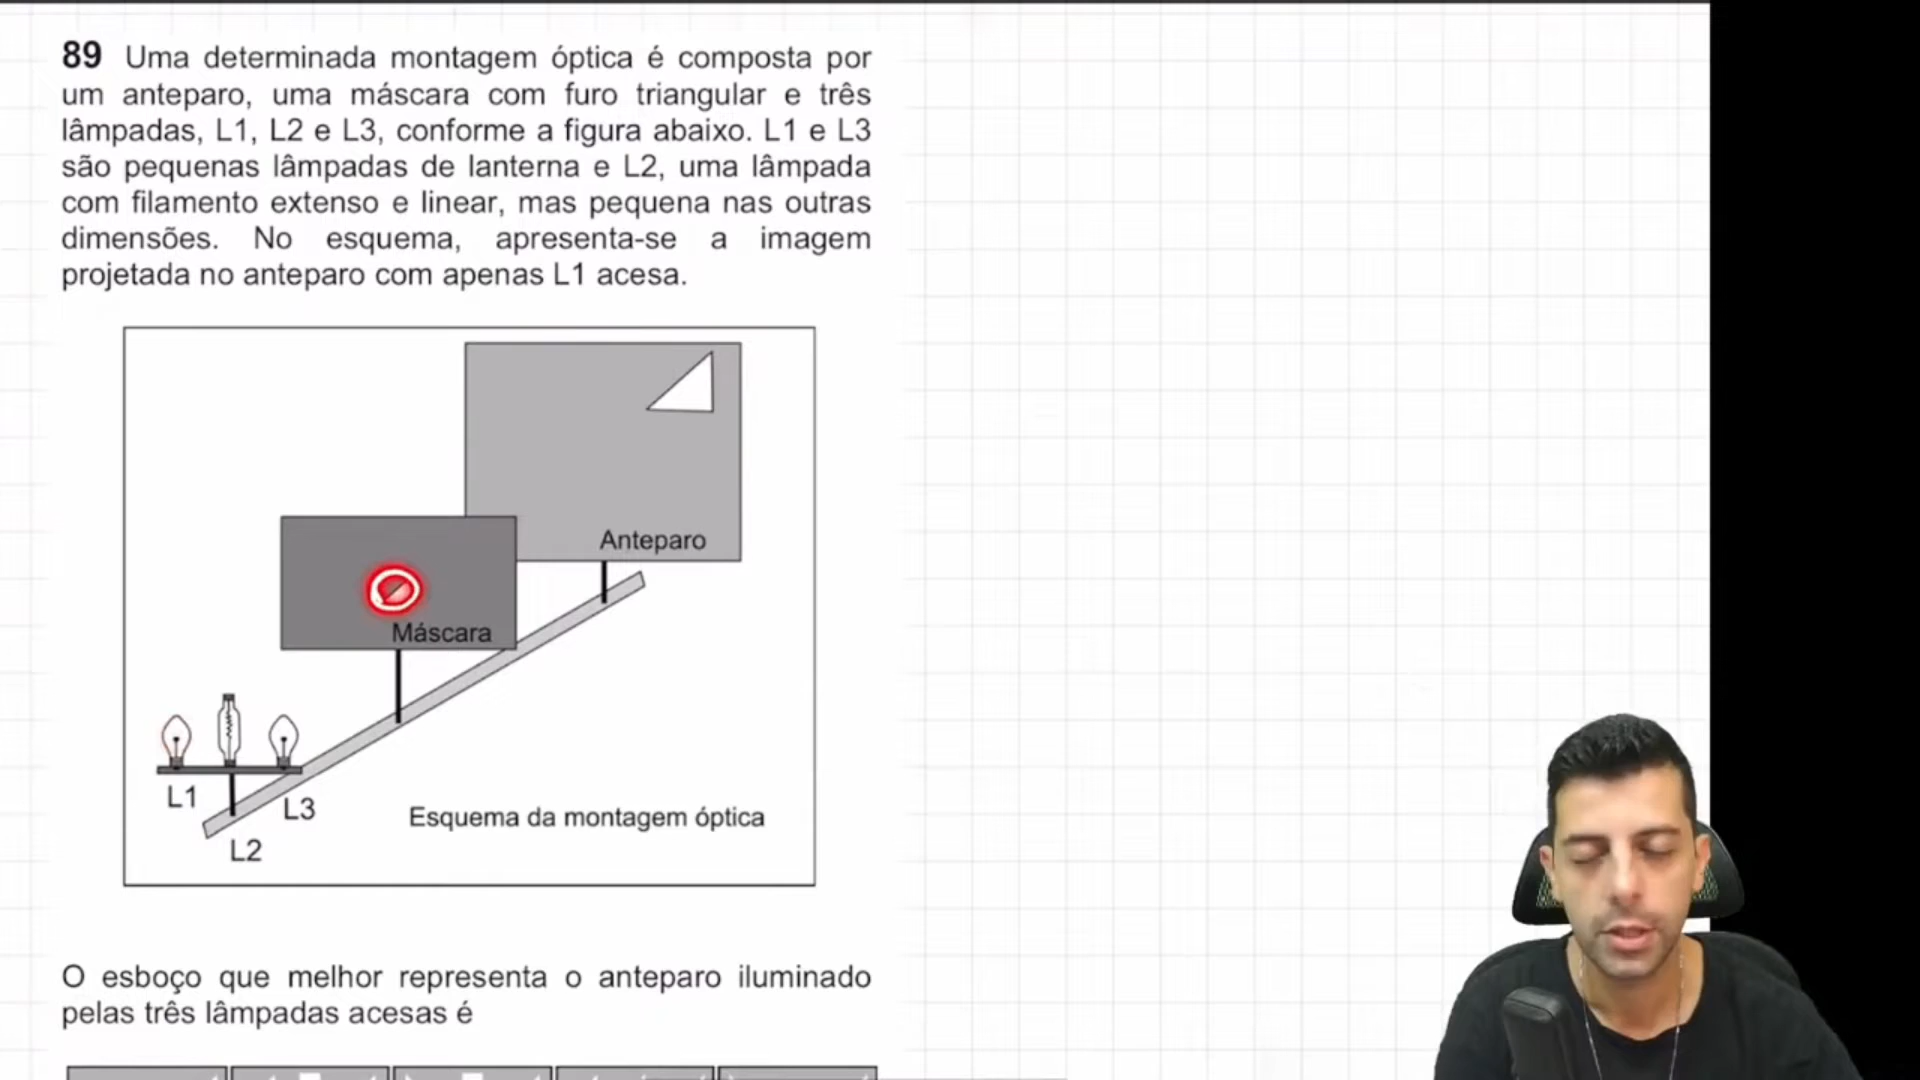 89 Uma determinada montagem óptica é composta por
um anteparo, uma máscara com furo triangular e três
lâmpadas, L1, L2 e L3, conforme a figura abaixo. L1 e L3
são pequenas lâmpadas de lanterna e L2, uma lâmpada
com filamento extenso e linear, mas pequena nas outras
dimensões. No esquema, apresenta-se a imagem
projetada no anteparo com apenas L1 acesa.
Anteparo
Máscara
L1
L3
L2
Esquema da montagem óptica
O esboço que melhor representa o anteparo iluminado
pelas três lâmpadas acesas é